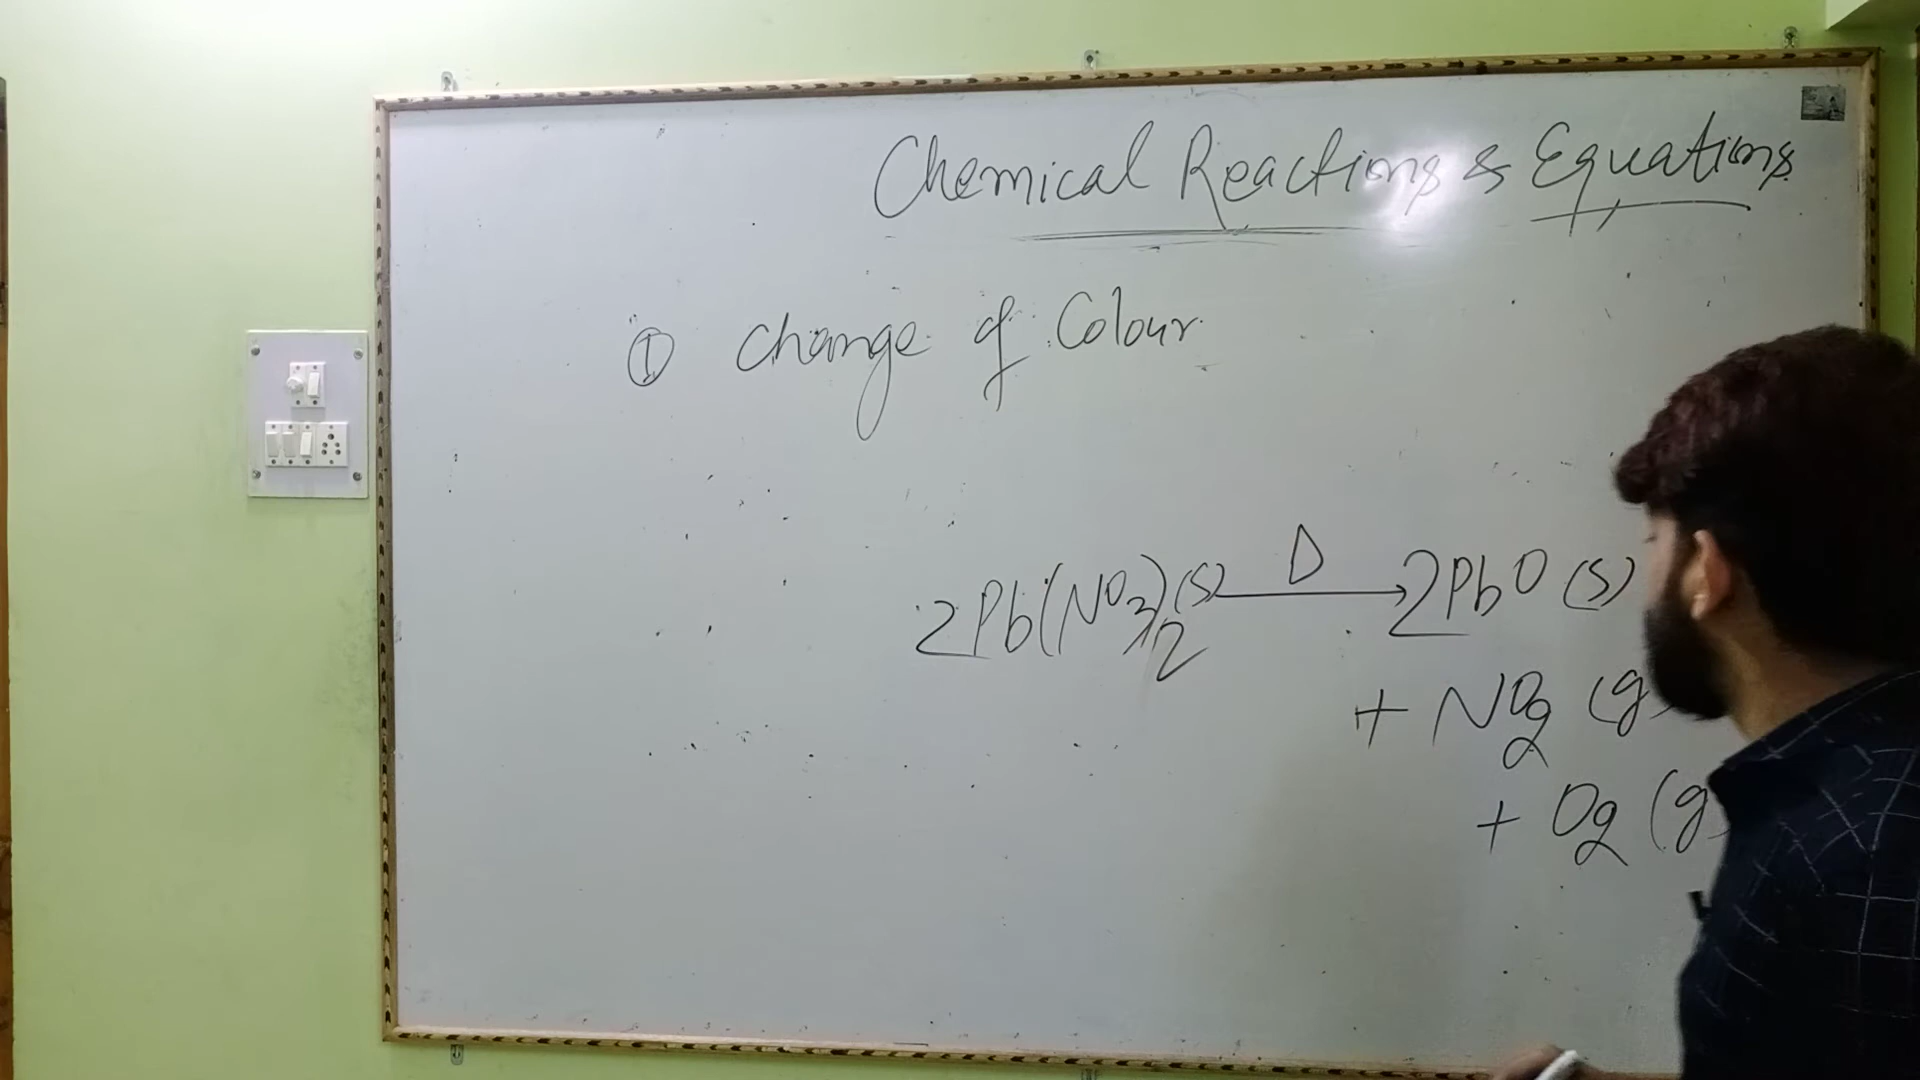 Chemical Reactions & Equations
① Change of Colour
2Pb(NO3)2(s) —Δ→ 2PbO (s)
+ NO2 (g)
+ O2 (g)